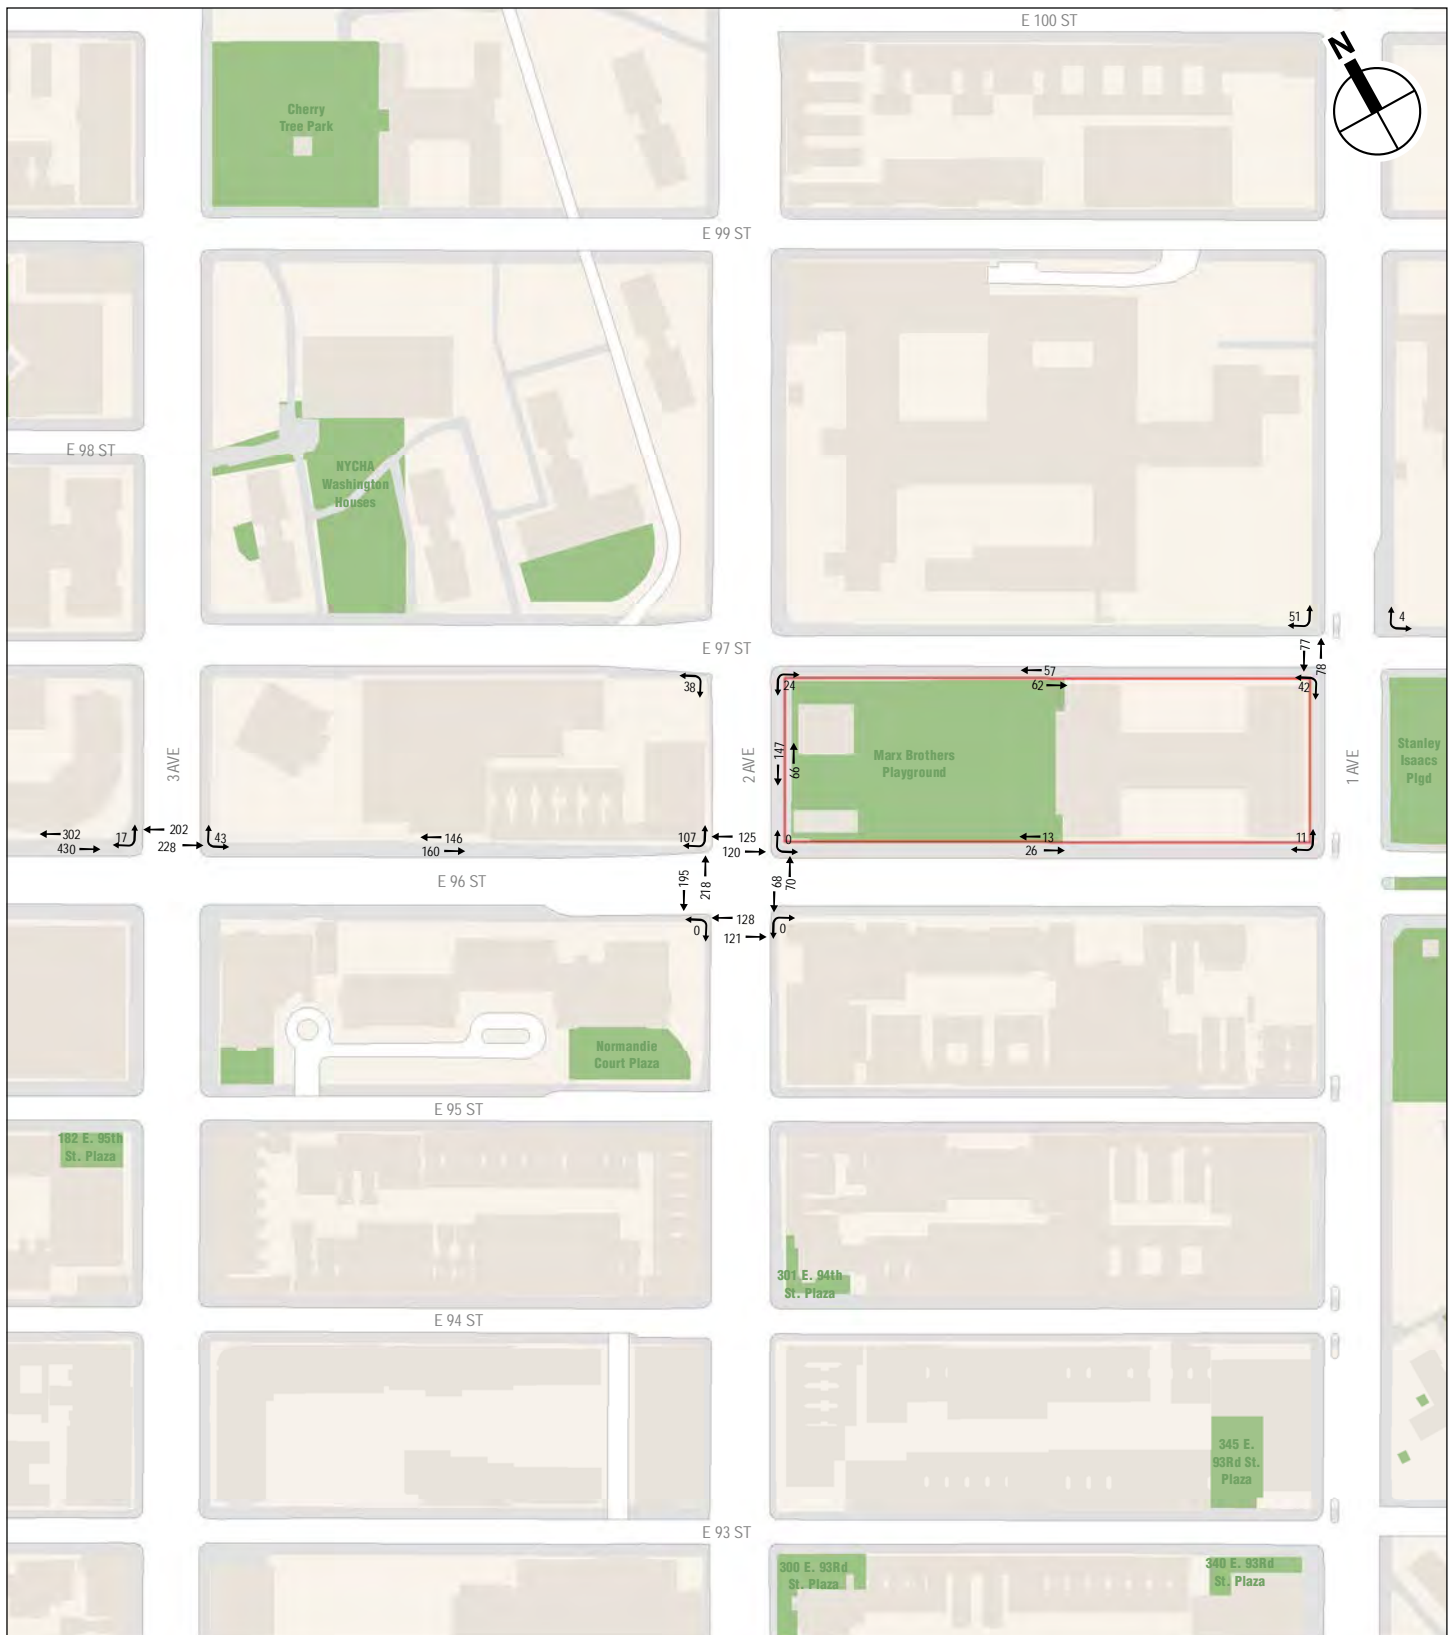 E 100 ST
N
Cherry
Tree Park
E 99 ST
E 98 ST
NYCHA
Washington
Houses
51
4
E 97 ST
77
78
57
62
38
24
42
3 AVE
2 AVE
147
66
Marx Brothers
Playground
1 AVE
Stanley
Isaacs
Plgd
302
17
202
43
146
107
125
0
13
11
430
228
160
120
26
E 96 ST
195
218
68
70
0
128
0
121
Normandie
Court Plaza
E 95 ST
182 E. 95th
St. Plaza
301 E. 94th
St. Plaza
E 94 ST
345 E.
93Rd St.
Plaza
E 93 ST
300 E. 93Rd
St. Plaza
340 E. 93Rd
St. Plaza